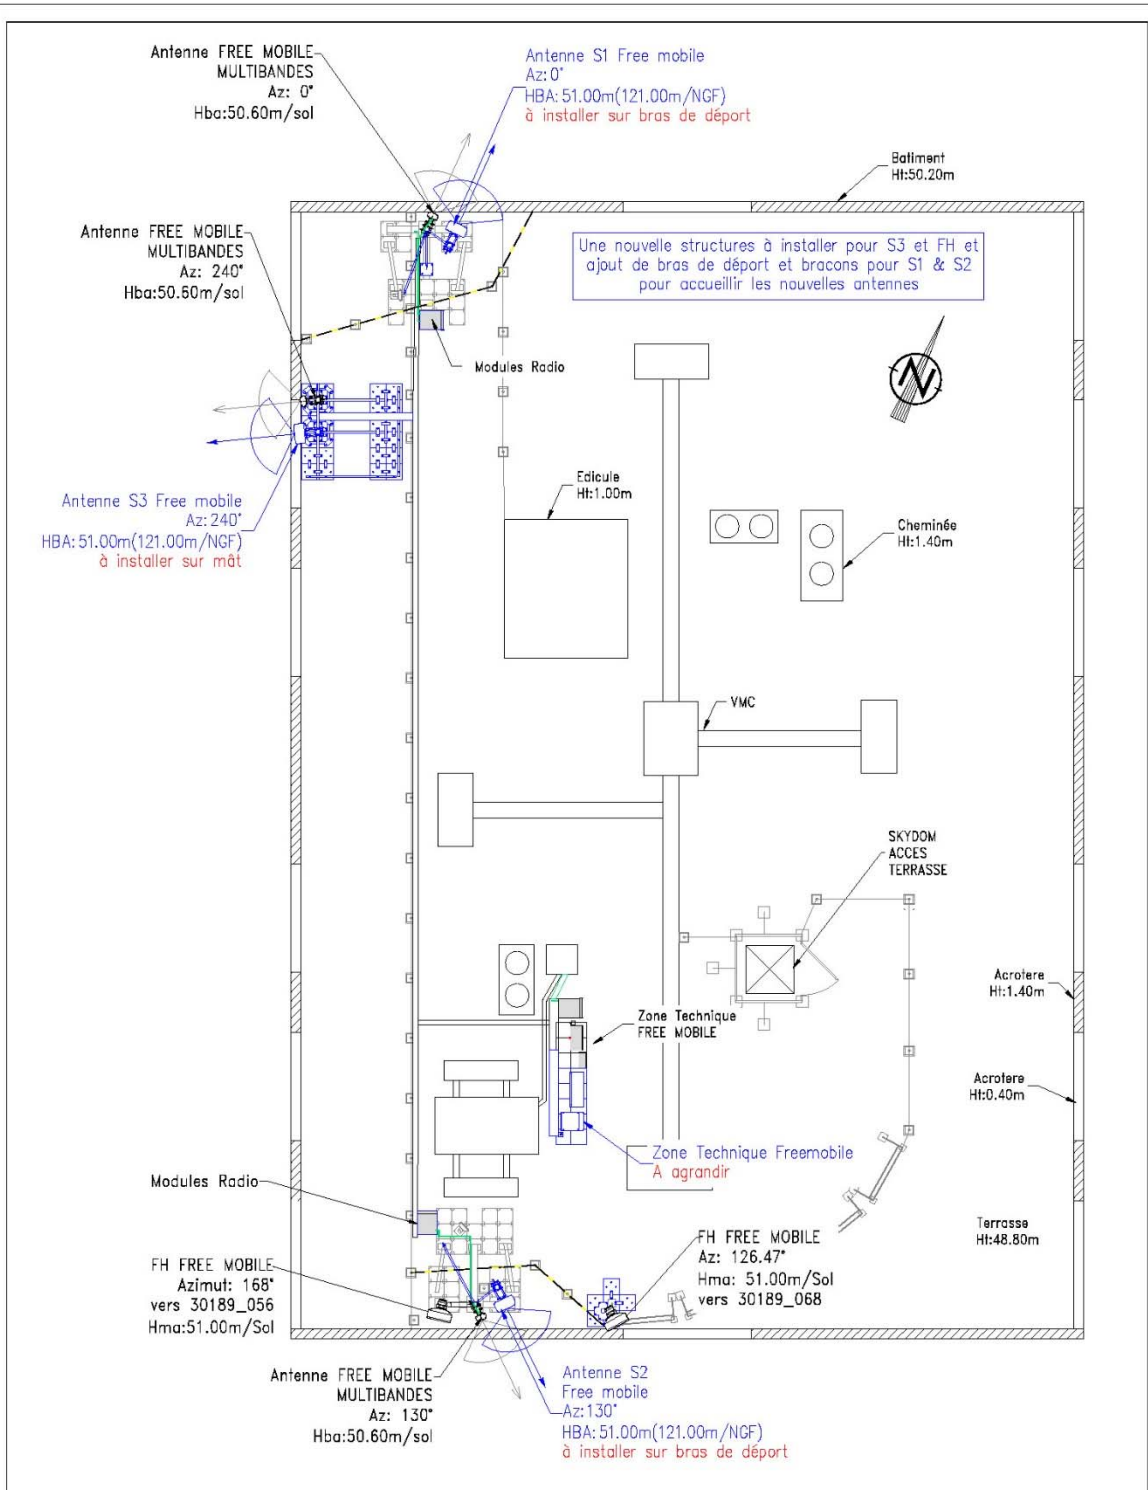 Antenne FREE MOBILE
MULTIBANDES
Az: 0°
Hba:50.60m/sol
Antenne S1 Free mobile
Az:0°
HBA:51.00m(121.00m/NGF)
à installer sur bras de déport
Batiment
Ht:50.20m
Antenne FREE MOBILE
MULTIBANDES
Az: 240°
Hba:50.60m/sol
Une nouvelle structures à installer pour S3 et FH et
ajout de bras de déport et bracons pour S1 & S2
pour accueillir les nouvelles antennes
Modules Radio
N
Antenne S3 Free mobile
Az:240°
HBA:51.00m(121.00m/NGF)
à installer sur mât
Edicule
Ht:1.00m
Cheminée
Ht:1.40m
VMC
SKYDOM
ACCES
TERRASSE
Acrotere
Ht:1.40m
Zone Technique
FREE MOBILE
Acrotere
Ht:0.40m
Zone Technique Freemobile
A agrandir
Modules Radio
Terrasse
Ht:48.80m
FH FREE MOBILE
Azimut: 168°
vers 30189_056
Hma:51.00m/Sol
FH FREE MOBILE
Az: 126.47°
Hma: 51.00m/Sol
vers 30189_068
Antenne FREE MOBILE
MULTIBANDES
Az: 130°
Hba:50.60m/sol
Antenne S2
Free mobile
Az:130°
HBA:51.00m(121.00m/NGF)
à installer sur bras de déport